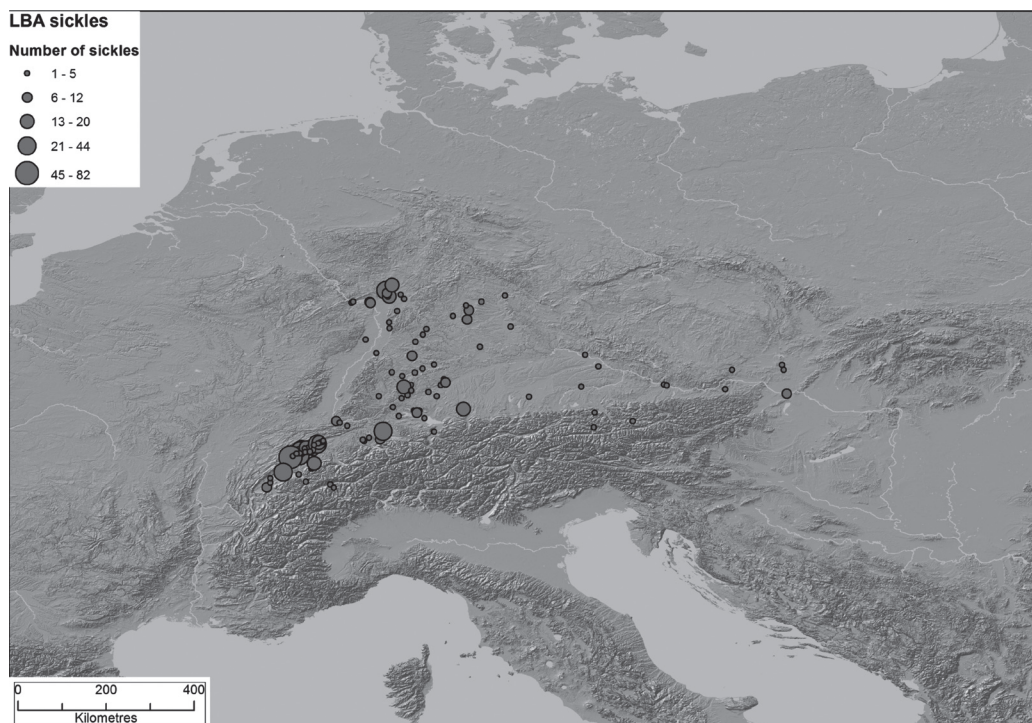 LBA sickles
Number of sickles
1 - 5
6 - 12
13 - 20
21 - 44
45 - 82
0 200 400
Kilometres